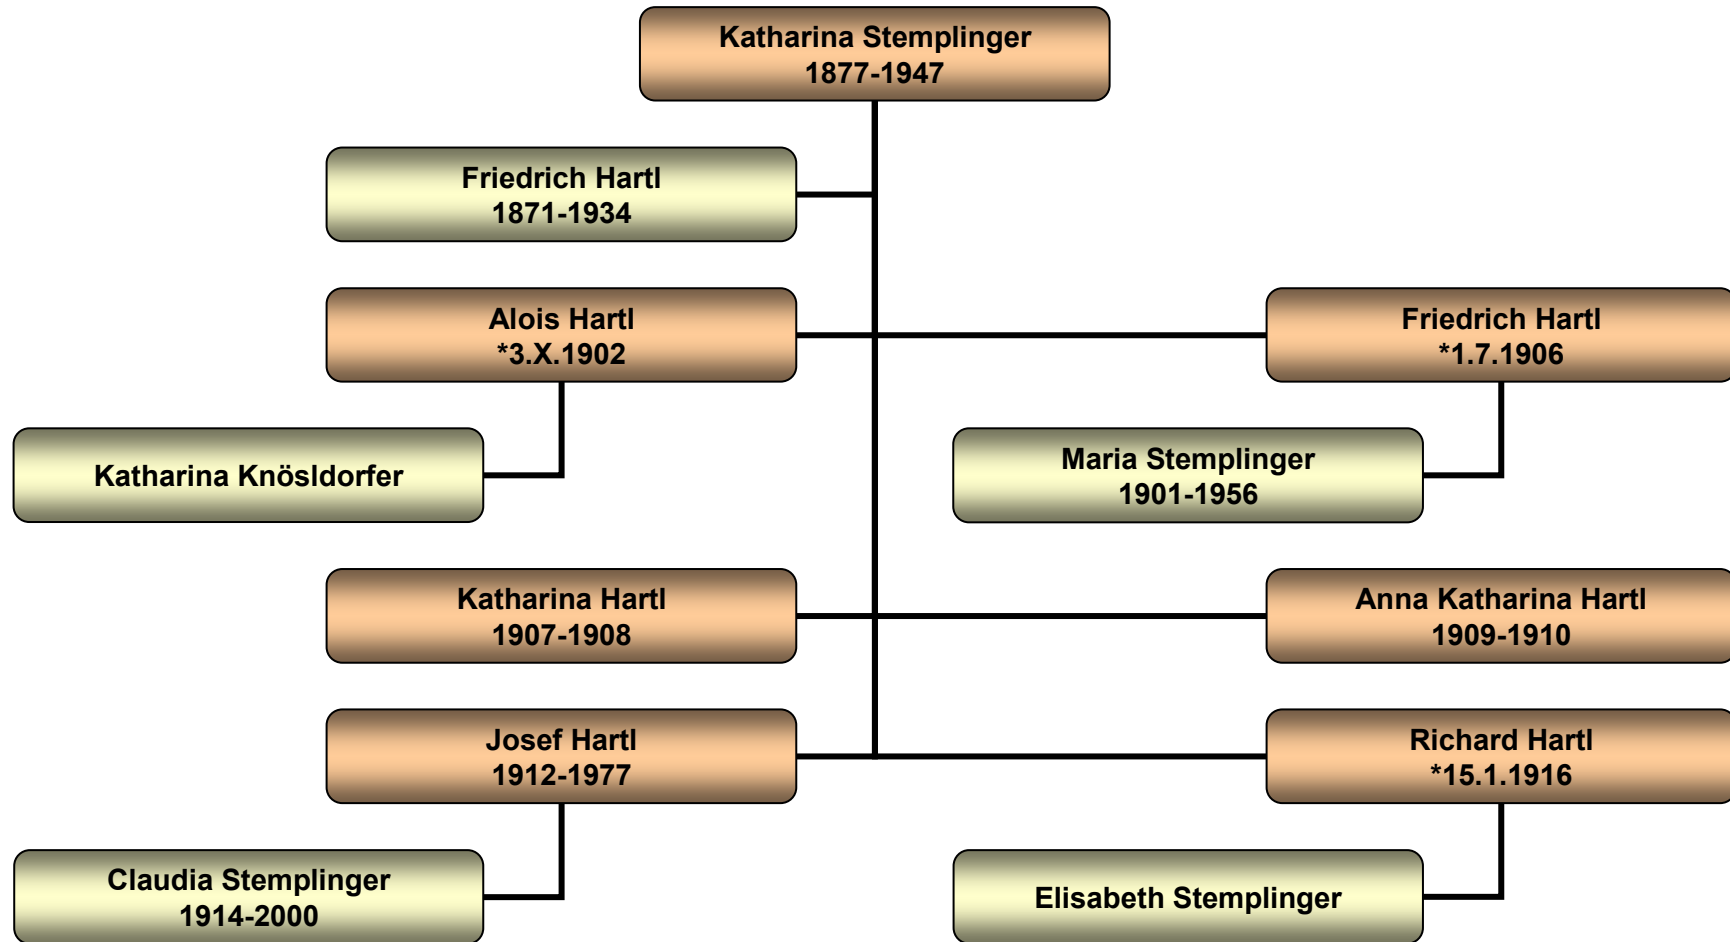 Katharina Stemplinger
1877-1947
Friedrich Hartl
1871-1934
Alois Hartl
*3.X.1902
Friedrich Hartl
*1.7.1906
Katharina Knösldorfer
Maria Stemplinger
1901-1956
Katharina Hartl
1907-1908
Anna Katharina Hartl
1909-1910
Josef Hartl
1912-1977
Richard Hartl
*15.1.1916
Claudia Stemplinger
1914-2000
Elisabeth Stemplinger